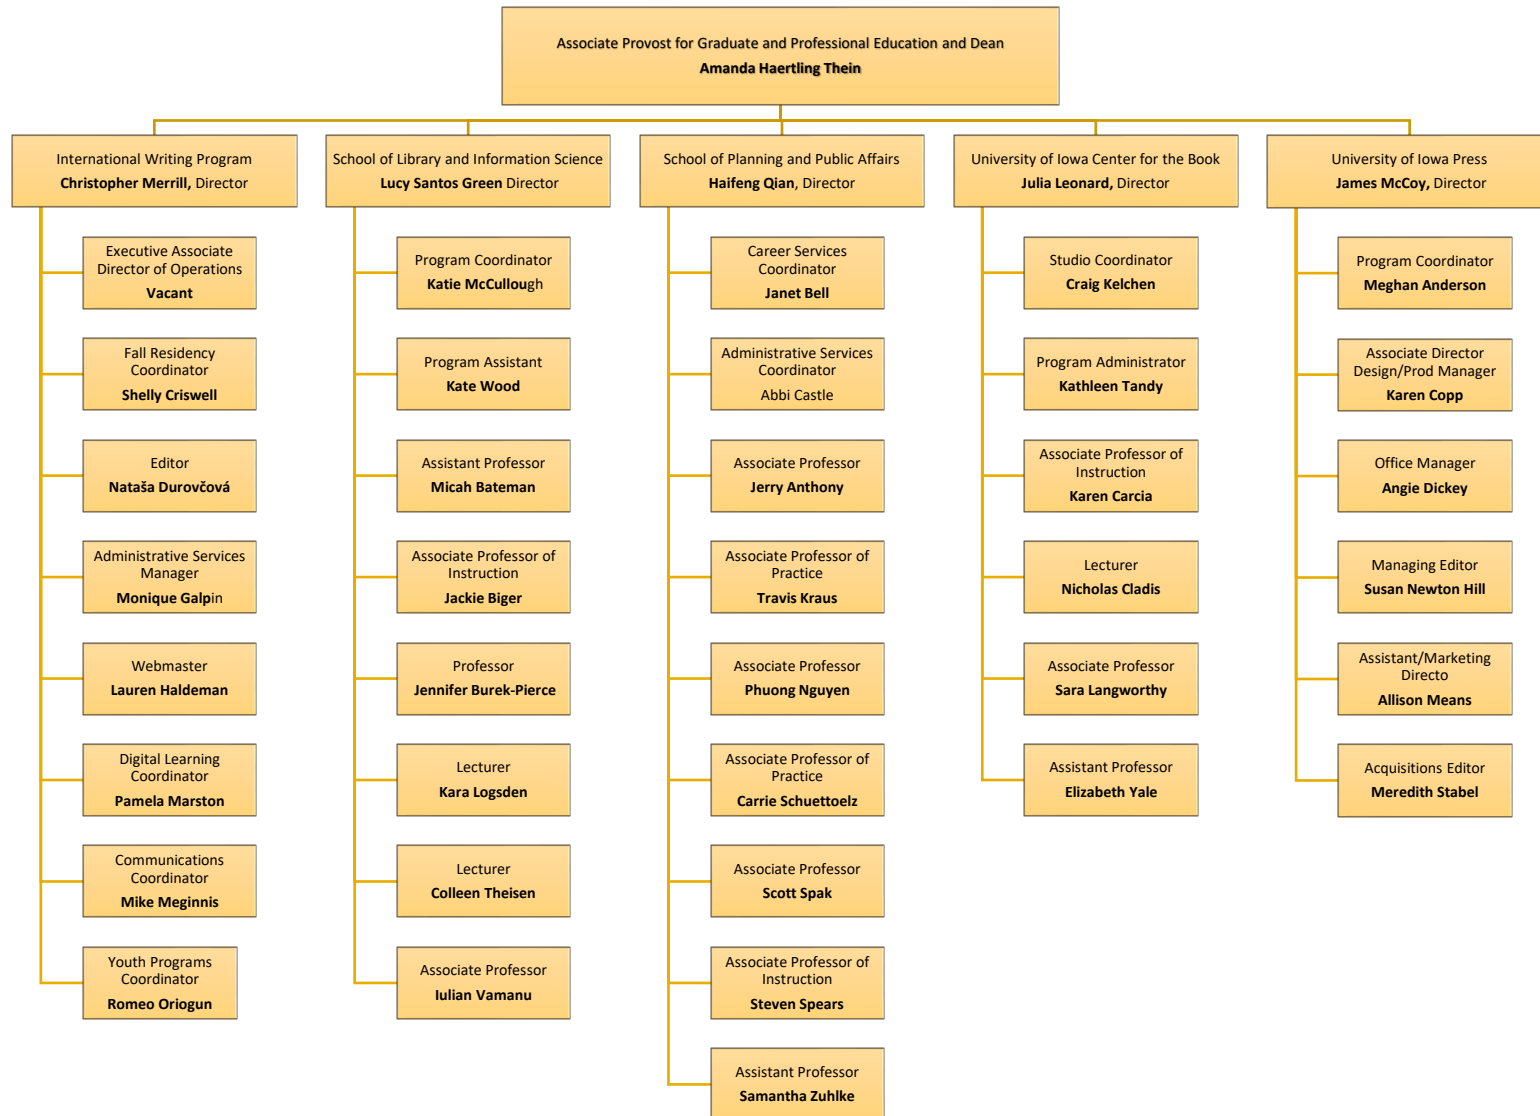 Associate Provost for Graduate and Professional Education and Dean
Amanda Haertling Thein
International Writing Program
Christopher Merrill, Director
Executive Associate
Director of Operations
Vacant
Fall Residency
Coordinator
Shelly Criswell
Editor
Nataša Durovčová
Administrative Services
Manager
Monique Galpin
Webmaster
Lauren Haldeman
Digital Learning
Coordinator
Pamela Marston
Communications
Coordinator
Mike Meginnis
Youth Programs
Coordinator
Romeo Oriogun
School of Library and Information Science
Lucy Santos Green Director
Program Coordinator
Katie McCullough
Program Assistant
Kate Wood
Assistant Professor
Micah Bateman
Associate Professor of
Instruction
Jackie Biger
Professor
Jennifer Burek-Pierce
Lecturer
Kara Logsden
Lecturer
Colleen Theisen
Associate Professor
Iulian Vamanu
School of Planning and Public Affairs
Haifeng Qian, Director
Career Services
Coordinator
Janet Bell
Administrative Services
Coordinator
Abbi Castle
Associate Professor
Jerry Anthony
Associate Professor of
Practice
Travis Kraus
Associate Professor
Phuong Nguyen
Associate Professor of
Practice
Carrie Schuettoelz
Associate Professor
Scott Spak
Associate Professor of
Instruction
Steven Spears
Assistant Professor
Samantha Zuhlke
University of Iowa Center for the Book
Julia Leonard, Director
Studio Coordinator
Craig Kelchen
Program Administrator
Kathleen Tandy
Associate Professor of
Instruction
Karen Carcia
Lecturer
Nicholas Cladis
Associate Professor
Sara Langworthy
Assistant Professor
Elizabeth Yale
University of Iowa Press
James McCoy, Director
Program Coordinator
Meghan Anderson
Associate Director
Design/Prod Manager
Karen Copp
Office Manager
Angie Dickey
Managing Editor
Susan Newton Hill
Assistant/Marketing
Directo
Allison Means
Acquisitions Editor
Meredith Stabel